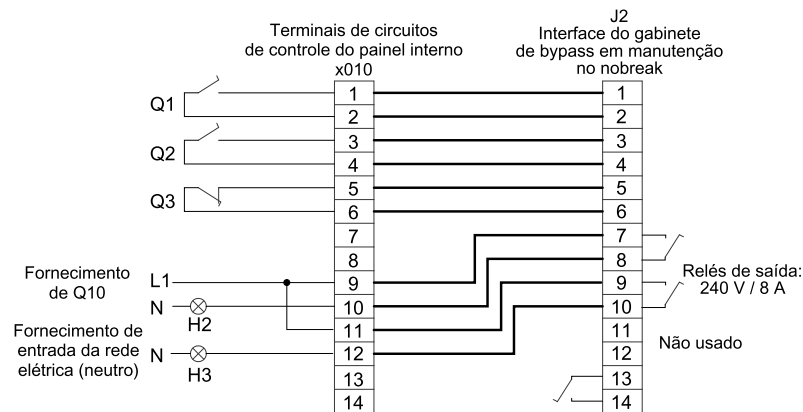 Terminais de circuitos
de controle do painel interno
x010
J2
Interface do gabinete
de bypass em manutenção
no nobreak
Q1
Q2
Q3
1
2
3
4
5
6
7
8
9
10
11
12
13
14
1
2
3
4
5
6
7
8
9
10
11
12
13
14
Fornecimento
de Q10
L1
N
H2
Fornecimento de
entrada da rede
elétrica (neutro)
N
H3
Relés de saída:
240 V / 8 A
Não usado